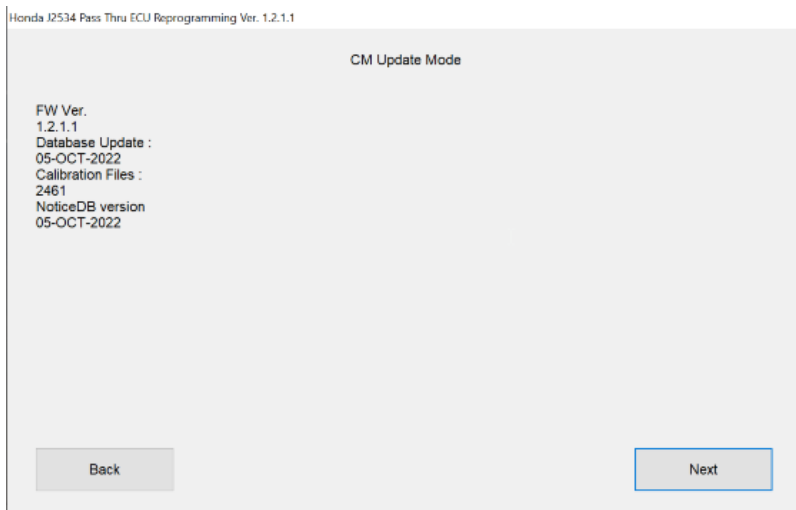 Honda J2534 Pass Thru ECU Reprogramming Ver. 1.2.1.1
CM Update Mode
FW Ver.
1.2.1.1
Database Update :
05-OCT-2022
Calibration Files :
2461
NoticeDB version
05-OCT-2022
Back
Next